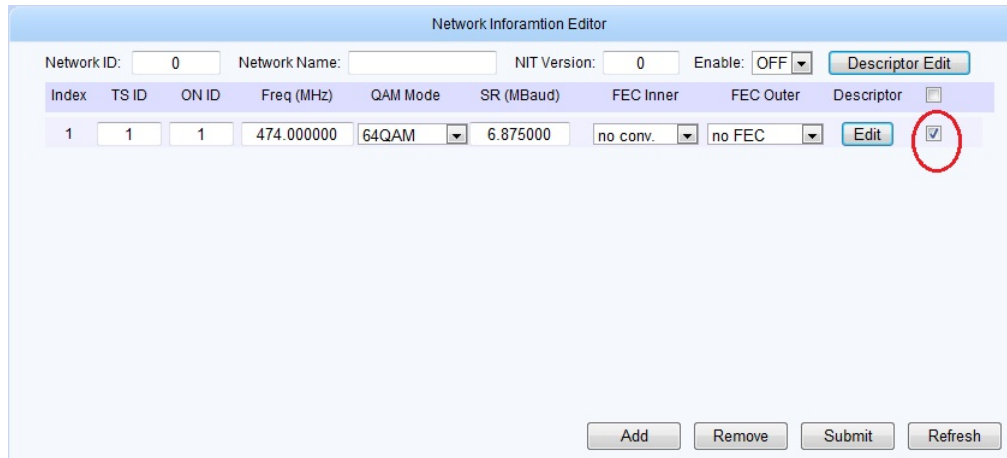 Network Inforamtion Editor
Network ID: 0 Network Name: NIT Version: 0 Enable: OFF Descriptor Edit
Index TS ID ON ID Freq (MHz) QAM Mode SR (MBaud) FEC Inner FEC Outer Descriptor
1 1 1 474.000000 64QAM 6.875000 no conv. no FEC Edit
Add Remove Submit Refresh